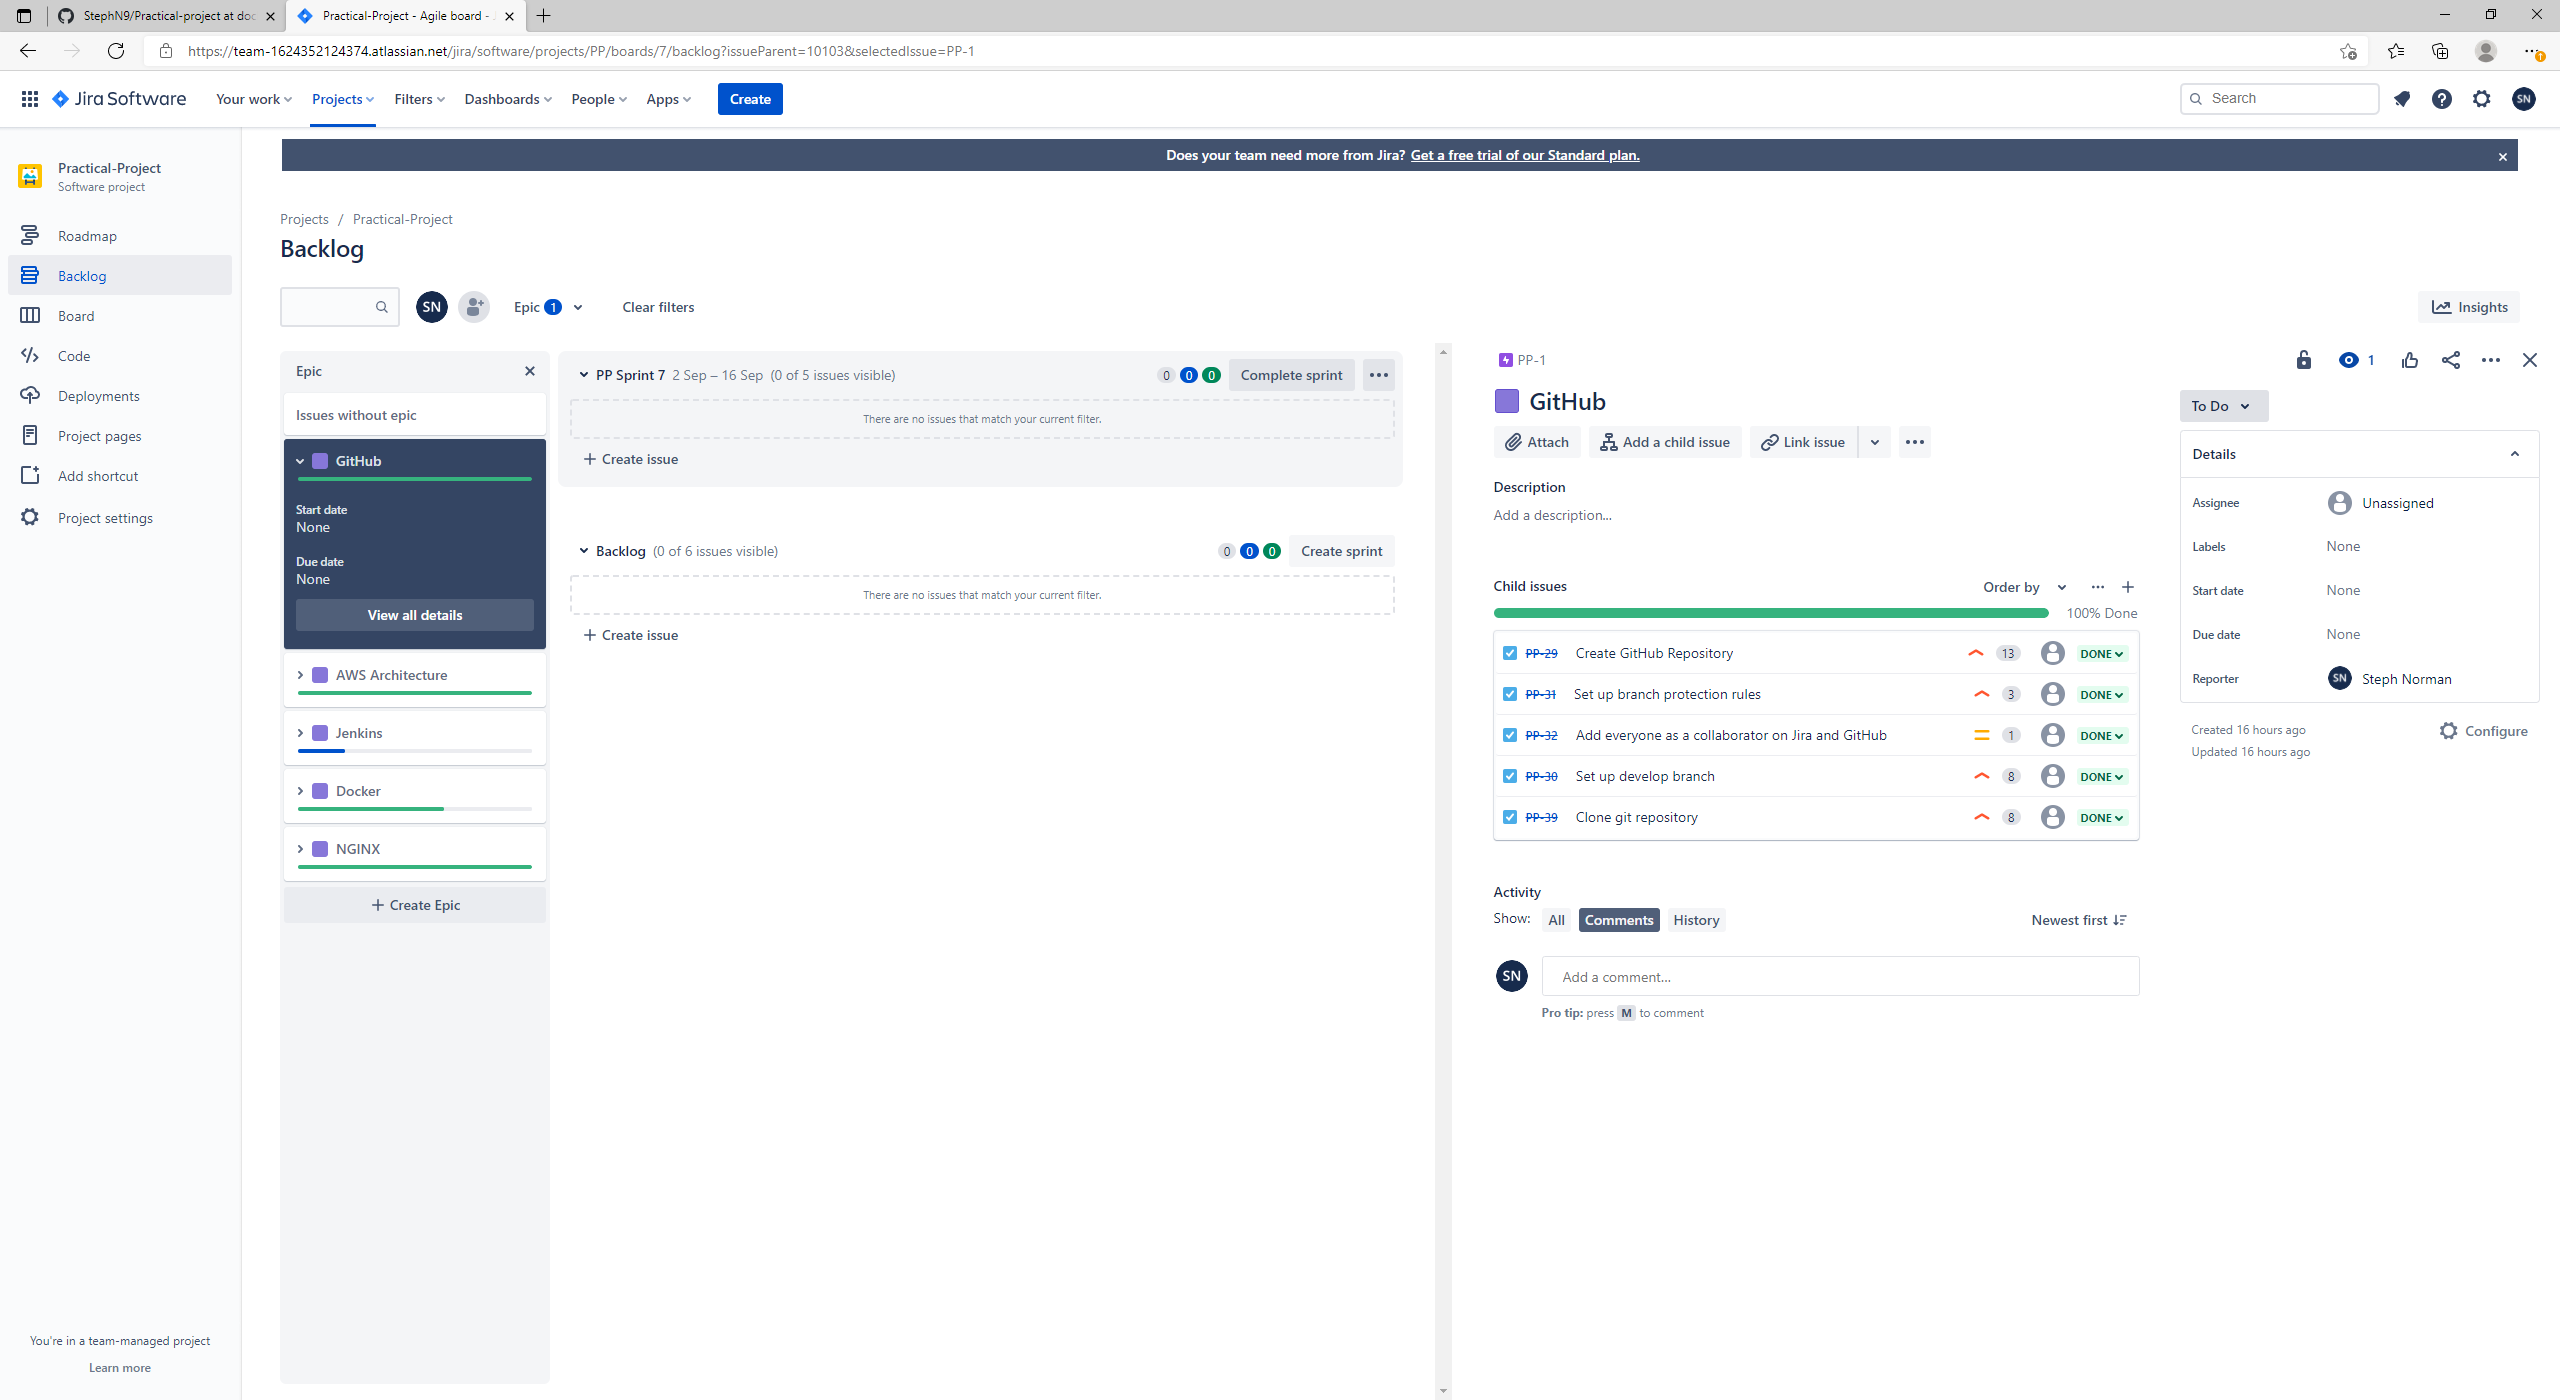 StephN9/Practical-project at doc
Practical-Project - Agile board - J
https://team-1624352124374.atlassian.net/jira/software/projects/PP/boards/7/backlog?issueParent=10103&selectedIssue=PP-1
Jira Software
Your work
Projects
Filters
Dashboards
People
Apps
Create
Search
SN
Does your team need more from Jira? Get a free trial of our Standard plan.
Practical-Project
Software project
Roadmap
Backlog
Board
Code
Deployments
Project pages
Add shortcut
Project settings
You're in a team-managed project
Learn more
Projects / Practical-Project
Backlog
SN
Epic 1
Clear filters
Insights
Epic
Issues without epic
GitHub
Start date
None
Due date
None
View all details
AWS Architecture
Jenkins
Docker
NGINX
+ Create Epic
PP Sprint 7 2 Sep – 16 Sep (0 of 5 issues visible)
0 0 0
Complete sprint
There are no issues that match your current filter.
+ Create issue
Backlog (0 of 6 issues visible)
0 0 0
Create sprint
There are no issues that match your current filter.
+ Create issue
PP-1
1
GitHub
Attach
Add a child issue
Link issue
Description
Add a description...
Child issues
Order by
100% Done
PP-29 Create GitHub Repository 13 DONE
PP-31 Set up branch protection rules 3 DONE
PP-32 Add everyone as a collaborator on Jira and GitHub 1 DONE
PP-30 Set up develop branch 8 DONE
PP-39 Clone git repository 8 DONE
Activity
Show: All Comments History
Newest first
SN
Add a comment...
Pro tip: press M to comment
To Do
Details
Assignee Unassigned
Labels None
Start date None
Due date None
Reporter SN Steph Norman
Created 16 hours ago
Updated 16 hours ago
Configure